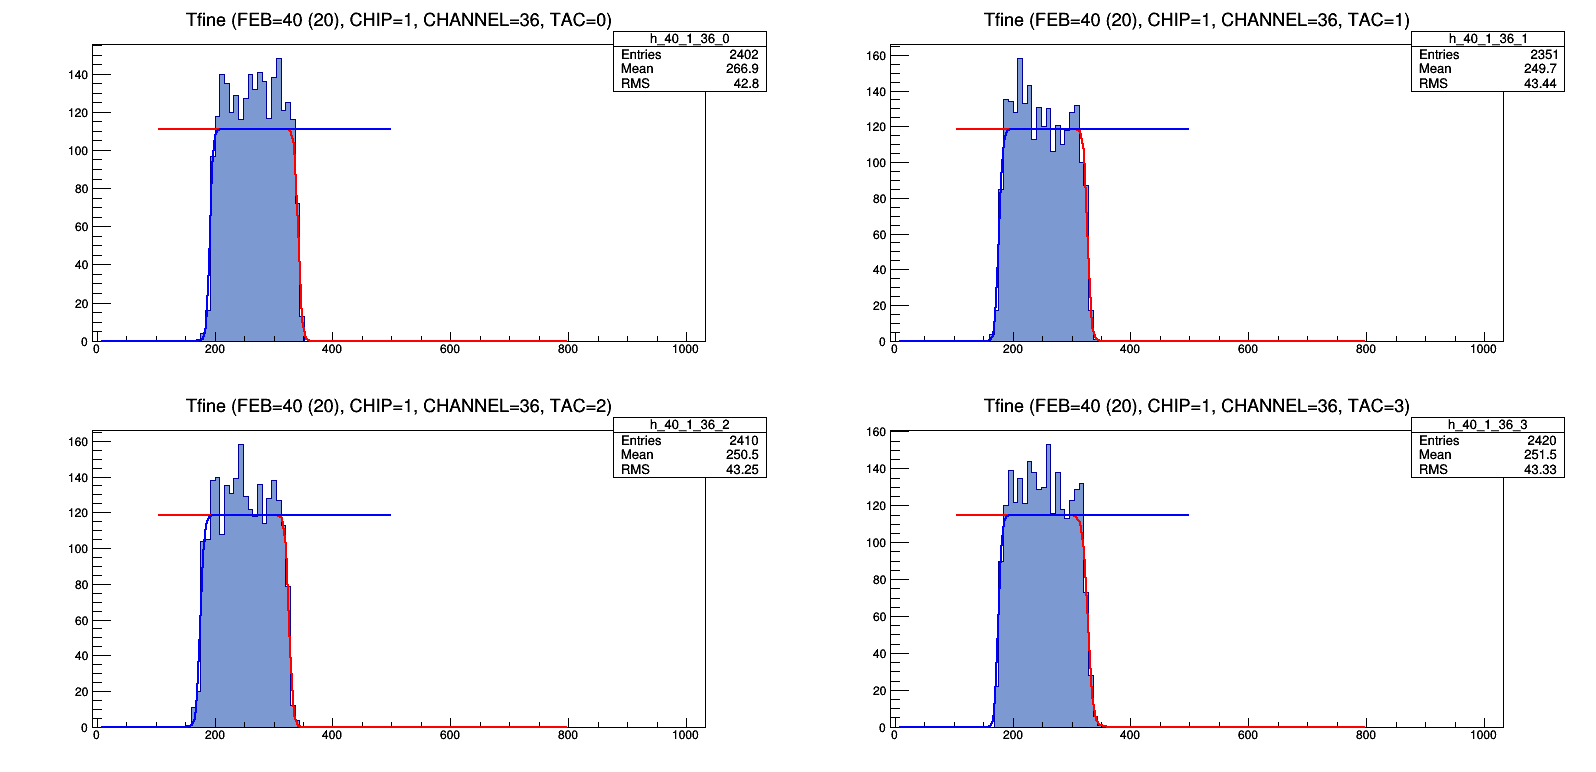 Tfine (FEB=40 (20), CHIP=1, CHANNEL=36, TAC=0)
h_40_1_36_0
Entries 2402
Mean 266.9
RMS 42.8
140
120
100
80
60
40
20
0
0 200 400 600 800 1000
Tfine (FEB=40 (20), CHIP=1, CHANNEL=36, TAC=1)
h_40_1_36_1
Entries 2351
Mean 249.7
RMS 43.44
160
140
120
100
80
60
40
20
0
0 200 400 600 800 1000
Tfine (FEB=40 (20), CHIP=1, CHANNEL=36, TAC=2)
h_40_1_36_2
Entries 2410
Mean 250.5
RMS 43.25
160
140
120
100
80
60
40
20
0
0 200 400 600 800 1000
Tfine (FEB=40 (20), CHIP=1, CHANNEL=36, TAC=3)
h_40_1_36_3
Entries 2420
Mean 251.5
RMS 43.33
160
140
120
100
80
60
40
20
0
0 200 400 600 800 1000